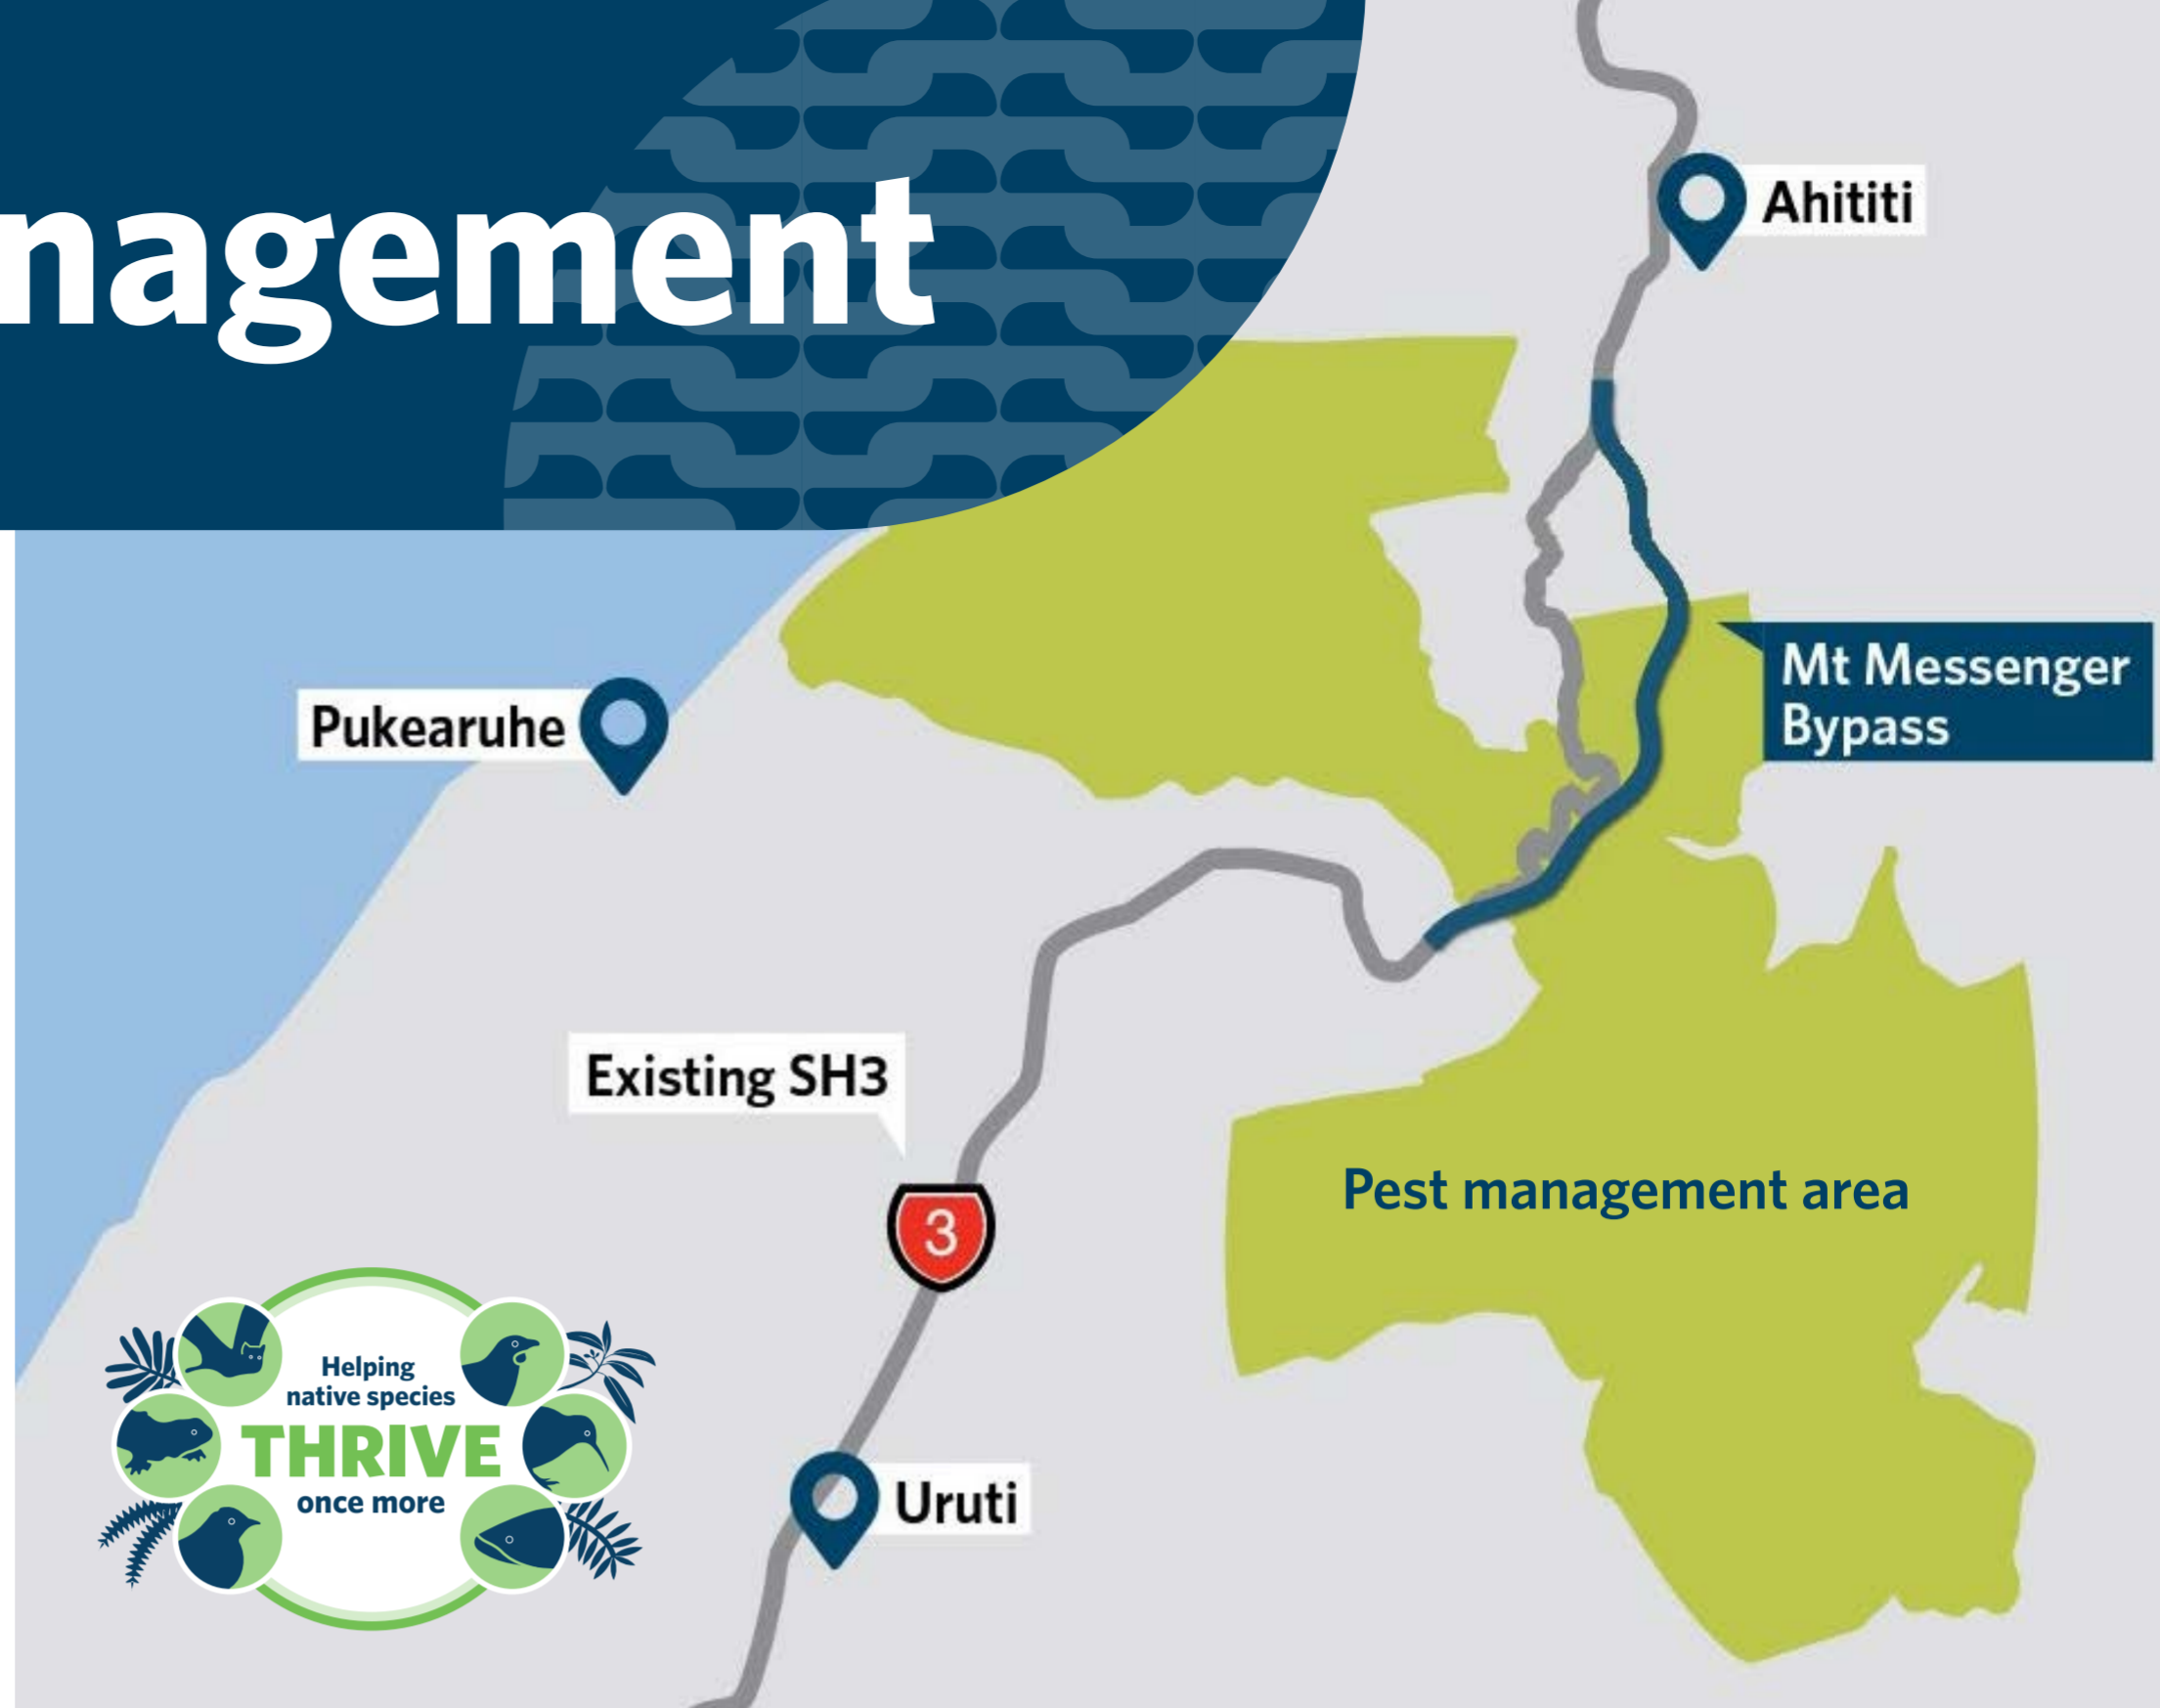 nagement
Ahititi
Pukearuhe
Mt Messenger
Bypass
Existing SH3
3
Pest management area
Helping
native species
THRIVE
once more
Uruti